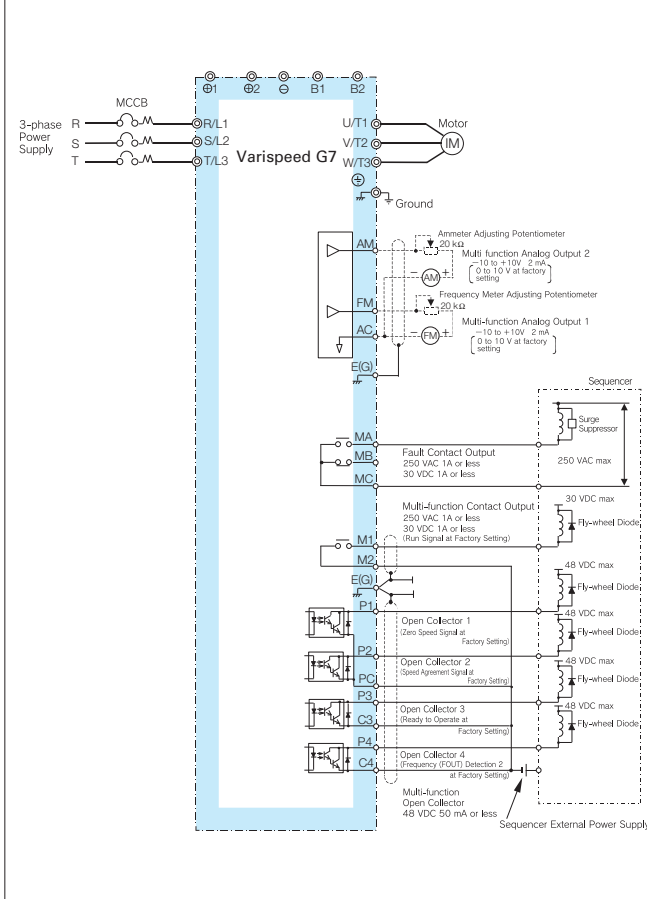 ⊕1 ⊕2 ⊖ B1 B2
MCCB
3-phase
Power
Supply
R
S
T
R/L1
S/L2
T/L3
Varispeed G7
U/T1
V/T2
W/T3
Motor
IM
Ground
AM
Ammeter Adjusting Potentiometer
20 kΩ
Multi function Analog Output 2
−10 to +10V 2 mA
0 to 10 V at factory
setting
− AM +
FM
Frequency Meter Adjusting Potentiometer
20 kΩ
Multi-function Analog Output 1
−10 to +10V 2 mA
0 to 10 V at factory
setting
AC
− FM +
E(G)
Sequencer
Surge
Suppressor
250 VAC max
MA
MB
MC
Fault Contact Output
250 VAC 1A or less
30 VDC 1A or less
30 VDC max
Fly-wheel Diode
Multi-function Contact Output
250 VAC 1A or less
30 VDC 1A or less
(Run Signal at Factory Setting)
M1
M2
E(G)
48 VDC max
Fly-wheel Diode
P1
Open Collector 1
(Zero Speed Signal at
Factory Setting)
48 VDC max
Fly-wheel Diode
P2
Open Collector 2
(Speed Agreement Signal at
Factory Setting)
PC
48 VDC max
Fly-wheel Diode
P3
Open Collector 3
(Ready to Operate at
Factory Setting)
C3
48 VDC max
Fly-wheel Diode
P4
Open Collector 4
(Frequency (FOUT) Detection 2
at Factory Setting)
C4
Multi-function
Open Collector
48 VDC 50 mA or less
Sequencer External Power Supply